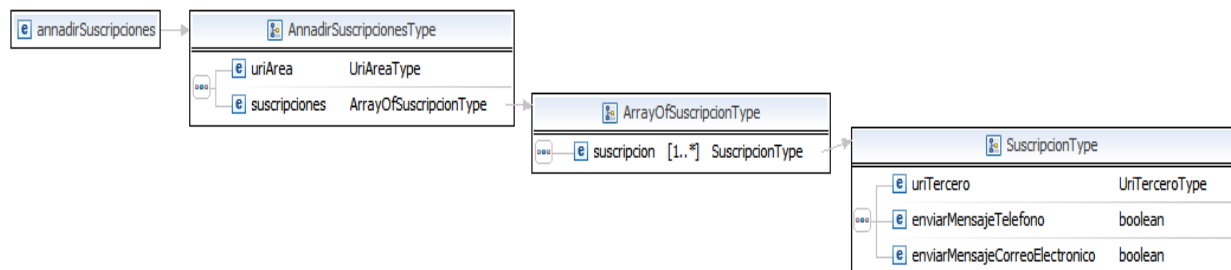 e annadirSuscripciones
AnnadirSuscripcionesType
e uriArea UriAreaType
e suscripciones ArrayOfSuscripcionType
ArrayOfSuscripcionType
e suscripcion [1..*] SuscripcionType
SuscripcionType
e uriTercero UriTerceroType
e enviarMensajeTelefono boolean
e enviarMensajeCorreoElectronico boolean